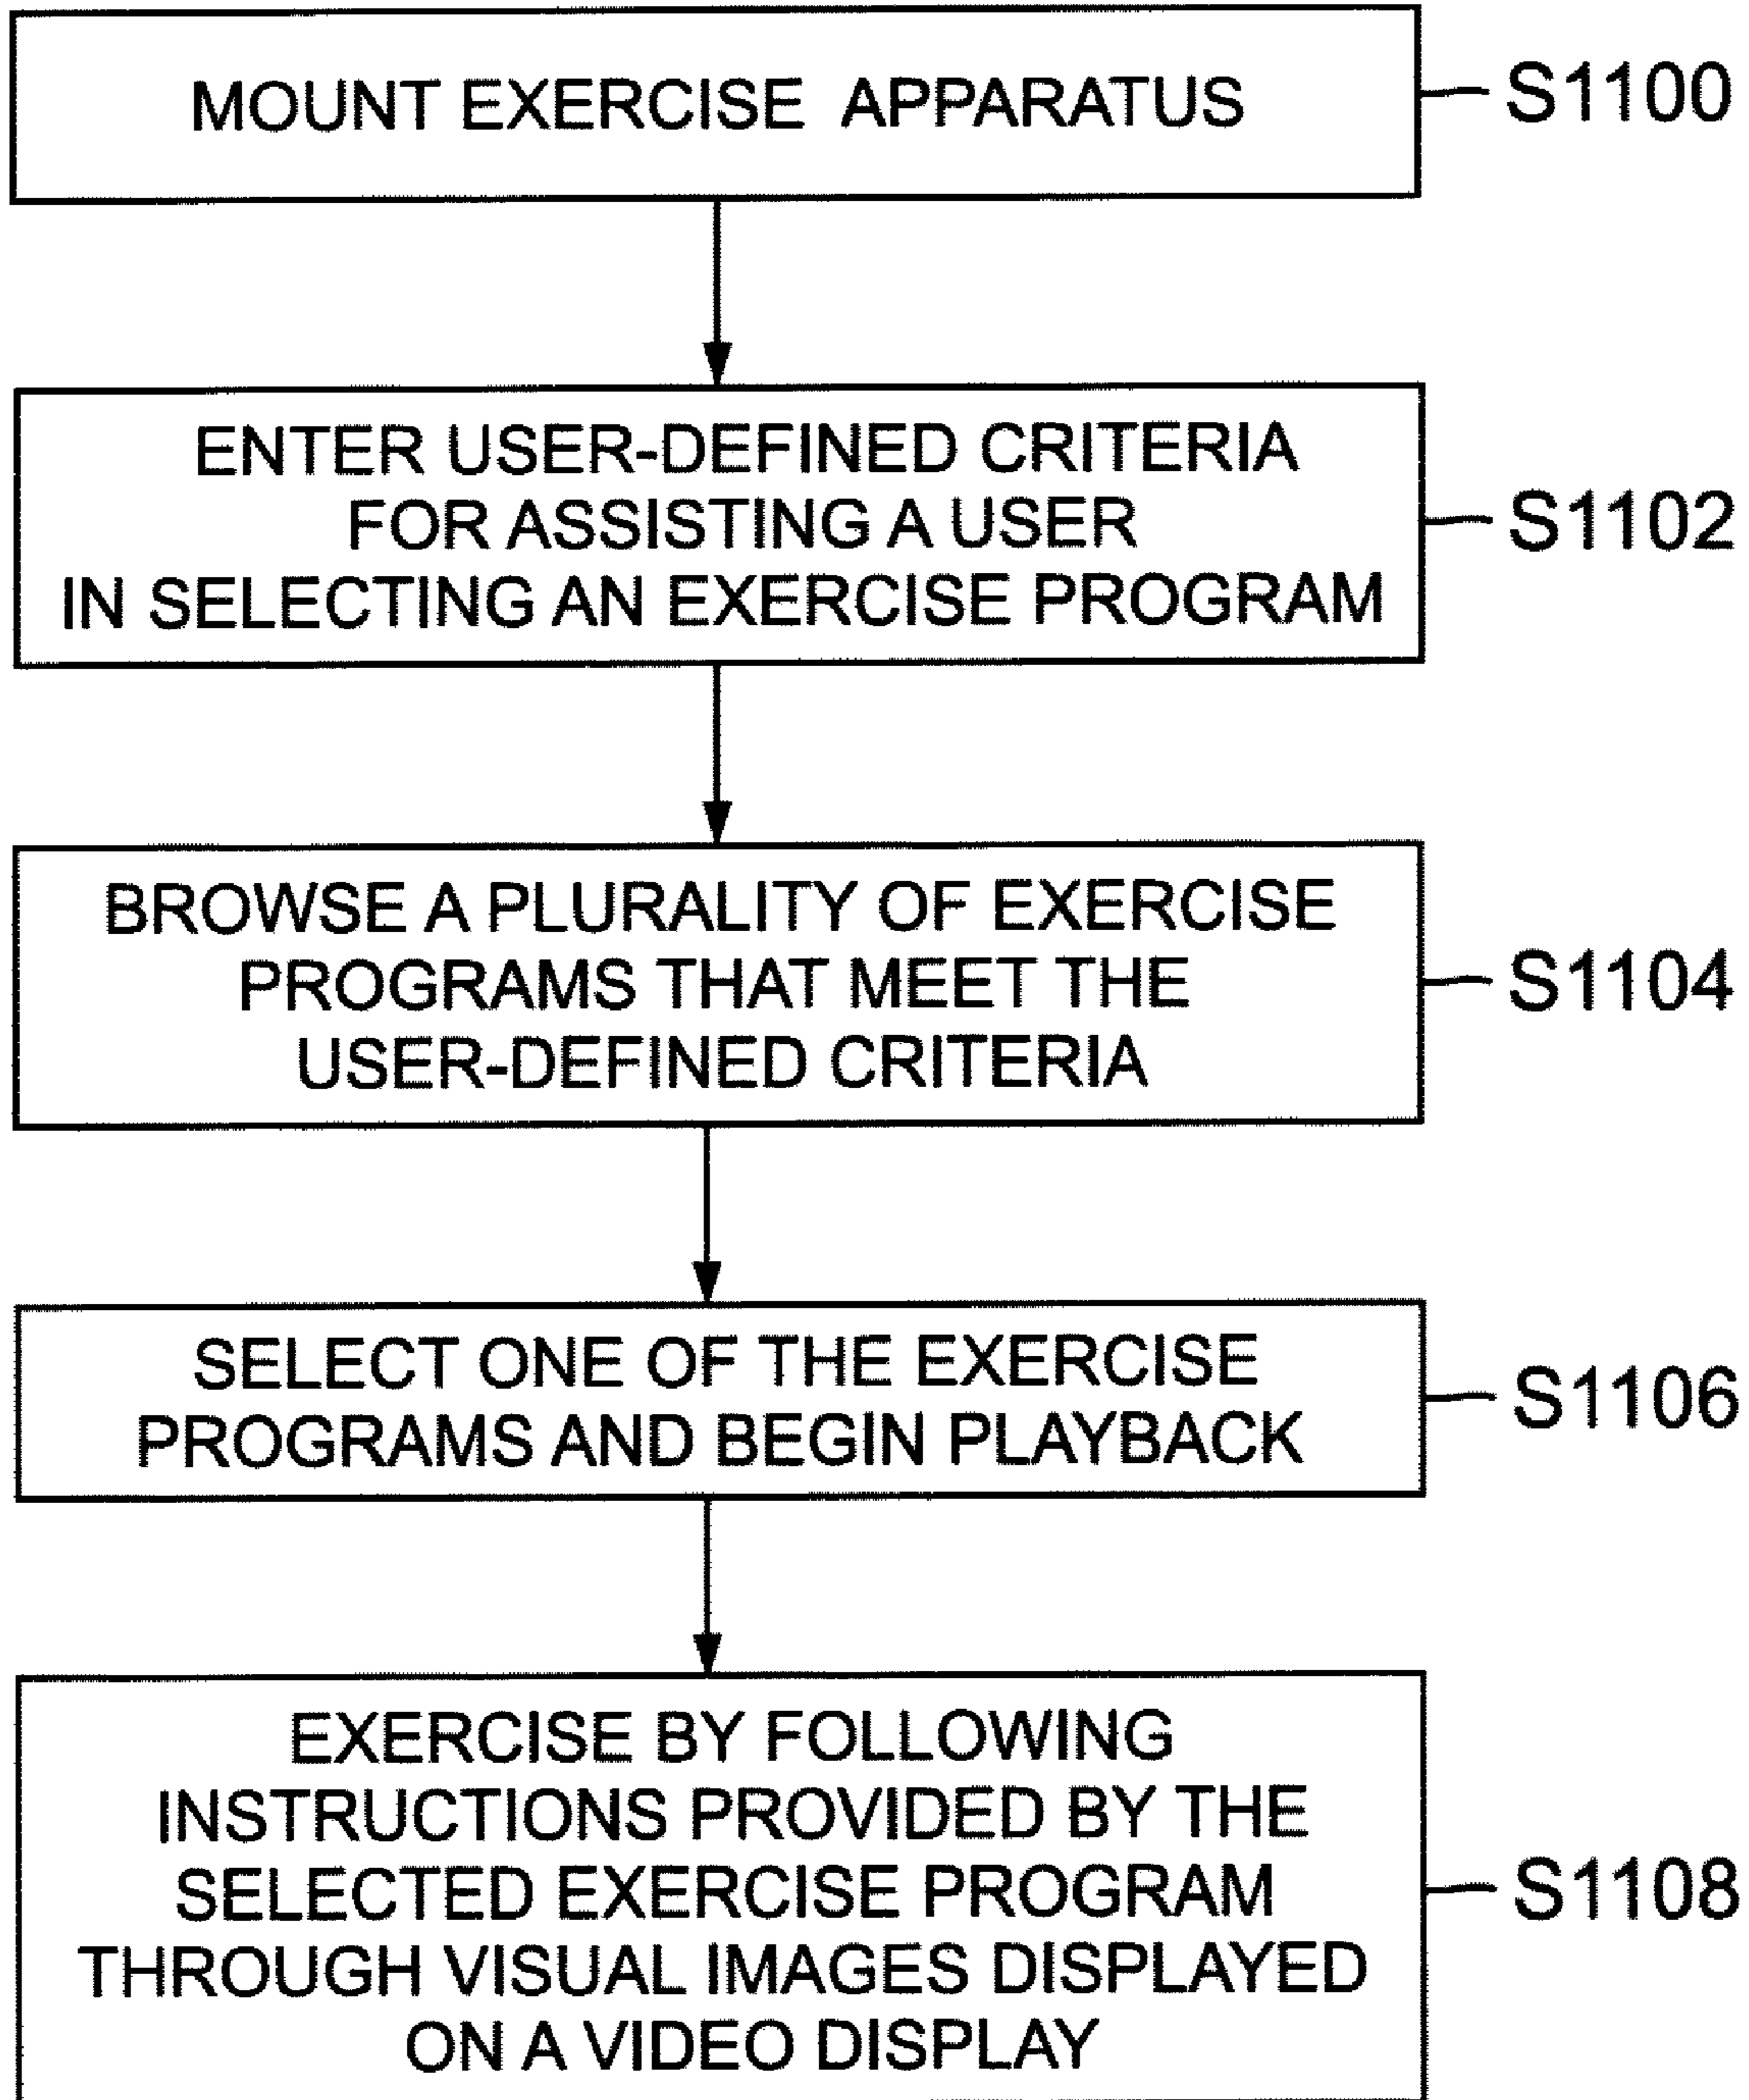 MOUNT EXERCISE APPARATUS
S1100
ENTER USER-DEFINED CRITERIA
FOR ASSISTING A USER
IN SELECTING AN EXERCISE PROGRAM
S1102
BROWSE A PLURALITY OF EXERCISE
PROGRAMS THAT MEET THE
USER-DEFINED CRITERIA
S1104
SELECT ONE OF THE EXERCISE
PROGRAMS AND BEGIN PLAYBACK
S1106
EXERCISE BY FOLLOWING
INSTRUCTIONS PROVIDED BY THE
SELECTED EXERCISE PROGRAM
THROUGH VISUAL IMAGES DISPLAYED
ON A VIDEO DISPLAY
S1108